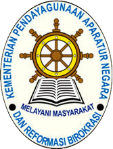 KEMENTERIAN PENDAYAGUNAAN APARATUR NEGARA
MELAYANI MASYARAKAT
DAN REFORMASI BIROKRASI